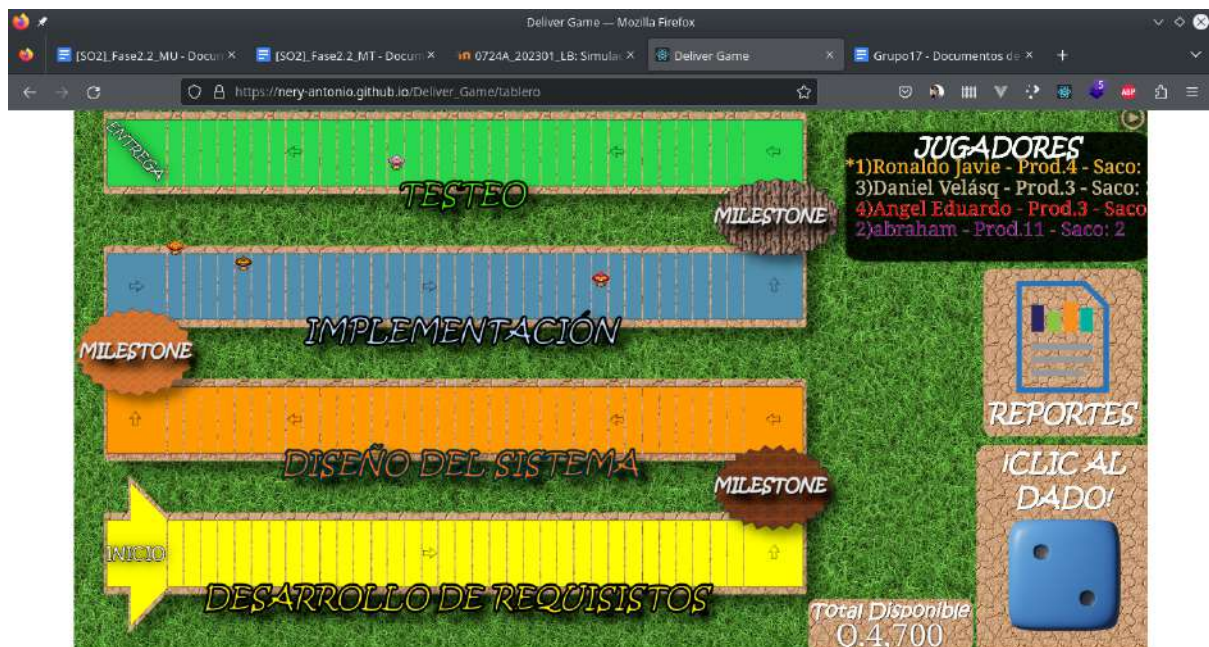 Deliver Game — Mozilla Firefox
[SO2]_Fase2.2_MU - Docum
[SO2]_Fase2.2_MT - Docum
0724A_202301_LB: Simulac
Deliver Game
Grupo17 - Documentos de
https://nery-antonio.github.io/Deliver_Game/tablero
5
ABP
ENTREGA
TESTEO
MILESTONE
JUGADORES
*1)Ronaldo Javie - Prod.4 - Saco:
3)Daniel Velásq - Prod.3 - Saco:
4)Angel Eduardo - Prod.3 - Saco
2)abraham - Prod.11 - Saco: 2
IMPLEMENTACIÓN
MILESTONE
REPORTES
DISEÑO DEL SISTEMA
MILESTONE
¡CLIC AL
DADO!
INICIO
DESARROLLO DE REQUISISTOS
Total Disponible
Q.4,700